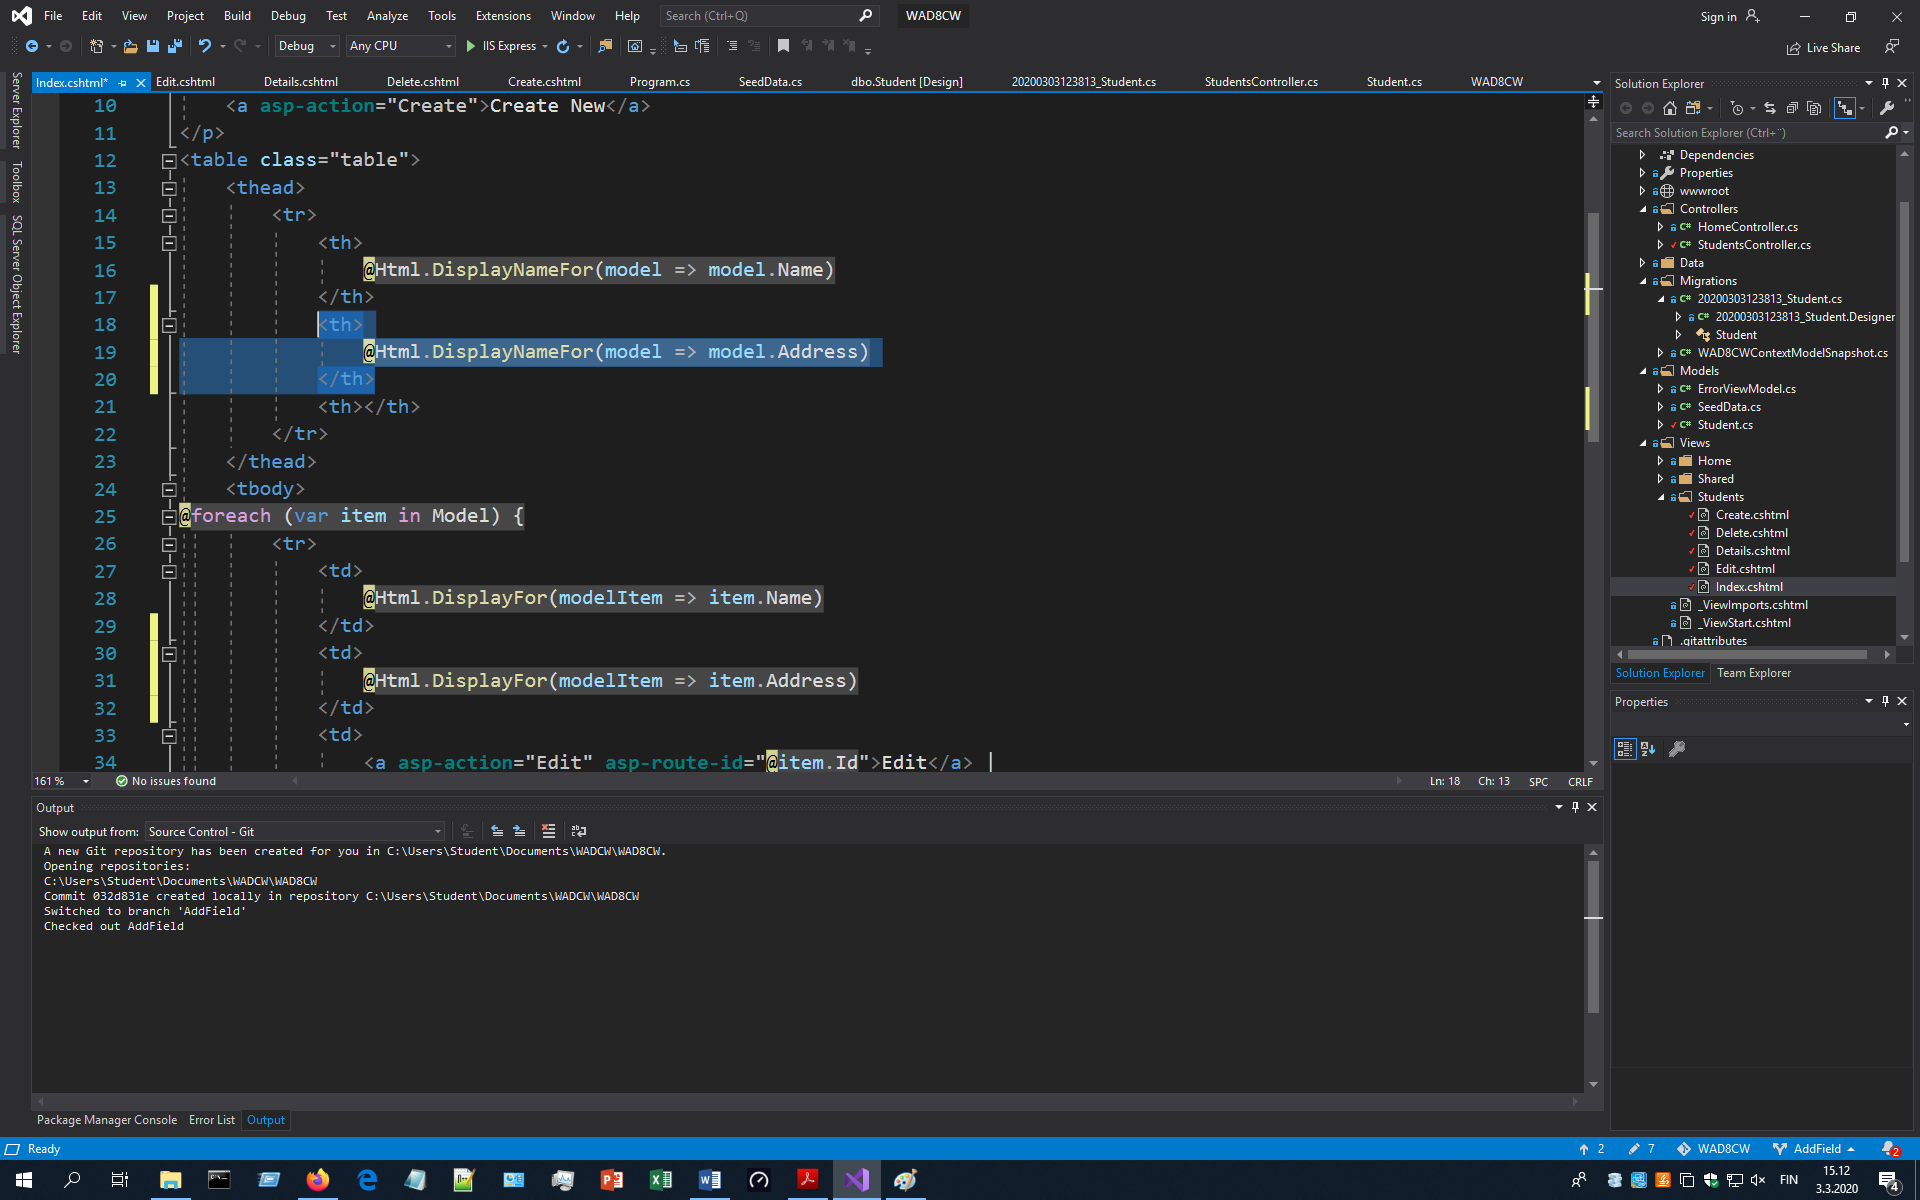 File Edit View Project Build Debug Test Analyze Tools Extensions Window Help Search (Ctrl+Q) WAD8CW Sign in
Debug Any CPU IIS Express Live Share
Server Explorer
Toolbox
SQL Server Object Explorer
Index.cshtml* Edit.cshtml Details.cshtml Delete.cshtml Create.cshtml Program.cs SeedData.cs dbo.Student [Design] 20200303123813_Student.cs StudentsController.cs Student.cs WAD8CW
10 <a asp-action="Create">Create New</a>
11 </p>
12 <table class="table">
13 <thead>
14 <tr>
15 <th>
16 @Html.DisplayNameFor(model => model.Name)
17 </th>
18 <th>
19 @Html.DisplayNameFor(model => model.Address)
20 </th>
21 <th></th>
22 </tr>
23 </thead>
24 <tbody>
25 @foreach (var item in Model) {
26 <tr>
27 <td>
28 @Html.DisplayFor(modelItem => item.Name)
29 </td>
30 <td>
31 @Html.DisplayFor(modelItem => item.Address)
32 </td>
33 <td>
34 <a asp-action="Edit" asp-route-id="@item.Id">Edit</a> |
161 % No issues found Ln: 18 Ch: 13 SPC CRLF
Output
Show output from: Source Control - Git
A new Git repository has been created for you in C:\Users\Student\Documents\WADCW\WAD8CW.
Opening repositories:
C:\Users\Student\Documents\WADCW\WAD8CW
Commit 032d831e created locally in repository C:\Users\Student\Documents\WADCW\WAD8CW
Switched to branch 'AddField'
Checked out AddField
Package Manager Console Error List Output
Solution Explorer
Search Solution Explorer (Ctrl+¨)
Dependencies
Properties
wwwroot
Controllers
C# HomeController.cs
C# StudentsController.cs
Data
Migrations
C# 20200303123813_Student.cs
C# 20200303123813_Student.Designer
Student
C# WAD8CWContextModelSnapshot.cs
Models
C# ErrorViewModel.cs
C# SeedData.cs
C# Student.cs
Views
Home
Shared
Students
Create.cshtml
Delete.cshtml
Details.cshtml
Edit.cshtml
Index.cshtml
_ViewImports.cshtml
_ViewStart.cshtml
.gitattributes
Solution Explorer Team Explorer
Properties
Ready 2 7 WAD8CW AddField 2
FIN 15.12
3.3.2020 4